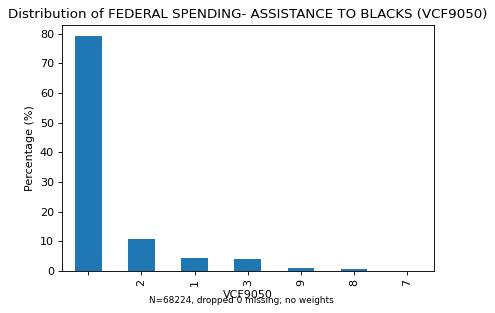 Distribution of FEDERAL SPENDING- ASSISTANCE TO BLACKS (VCF9050)
80
70
60
50
40
30
20
10
0
Percentage (%)
2 1 3 9 8 7
VCF9050
N=68224, dropped 0 missing; no weights